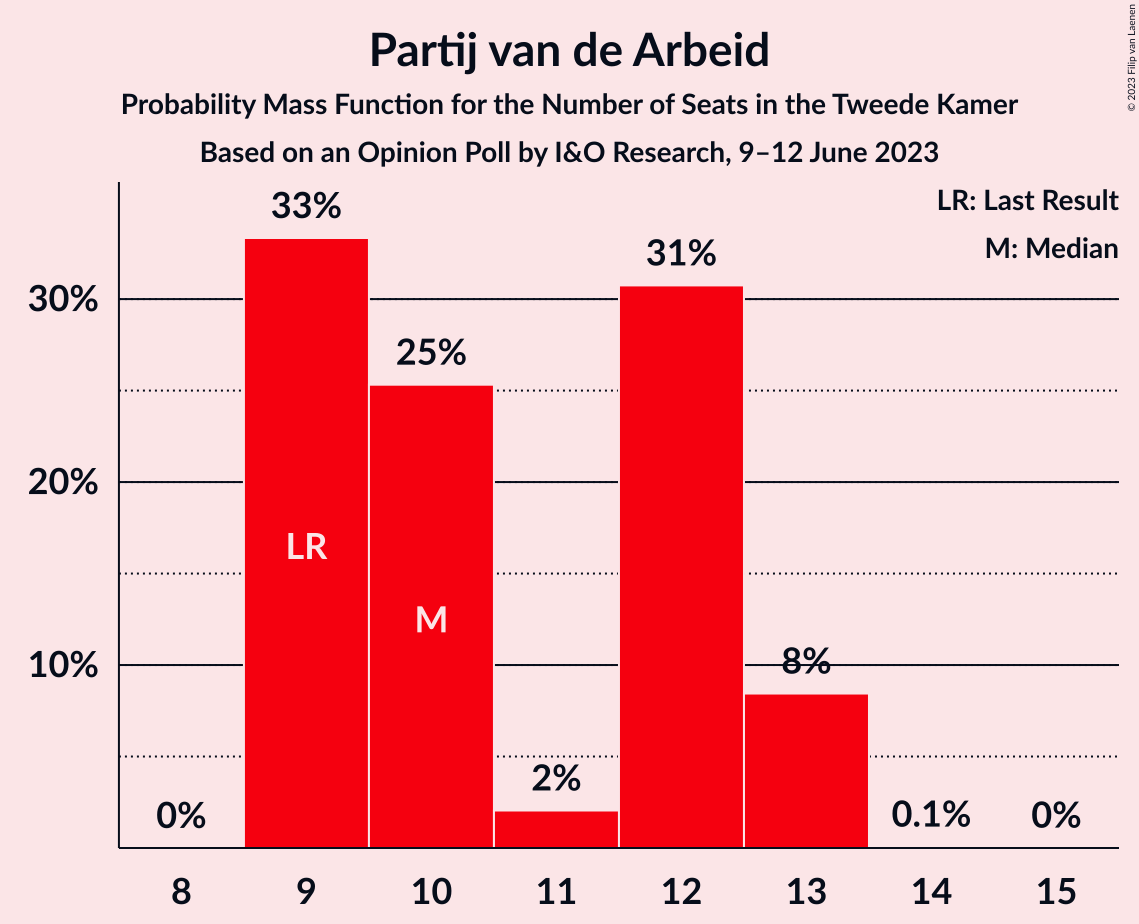 Partij van de Arbeid
Probability Mass Function for the Number of Seats in the Tweede Kamer
Based on an Opinion Poll by I&O Research, 9–12 June 2023
© 2023 Filip van Laenen
LR: Last Result
M: Median
33%
31%
30%
25%
20%
LR
M
10%
8%
2%
0%
0.1%
0%
8
9
10
11
12
13
14
15